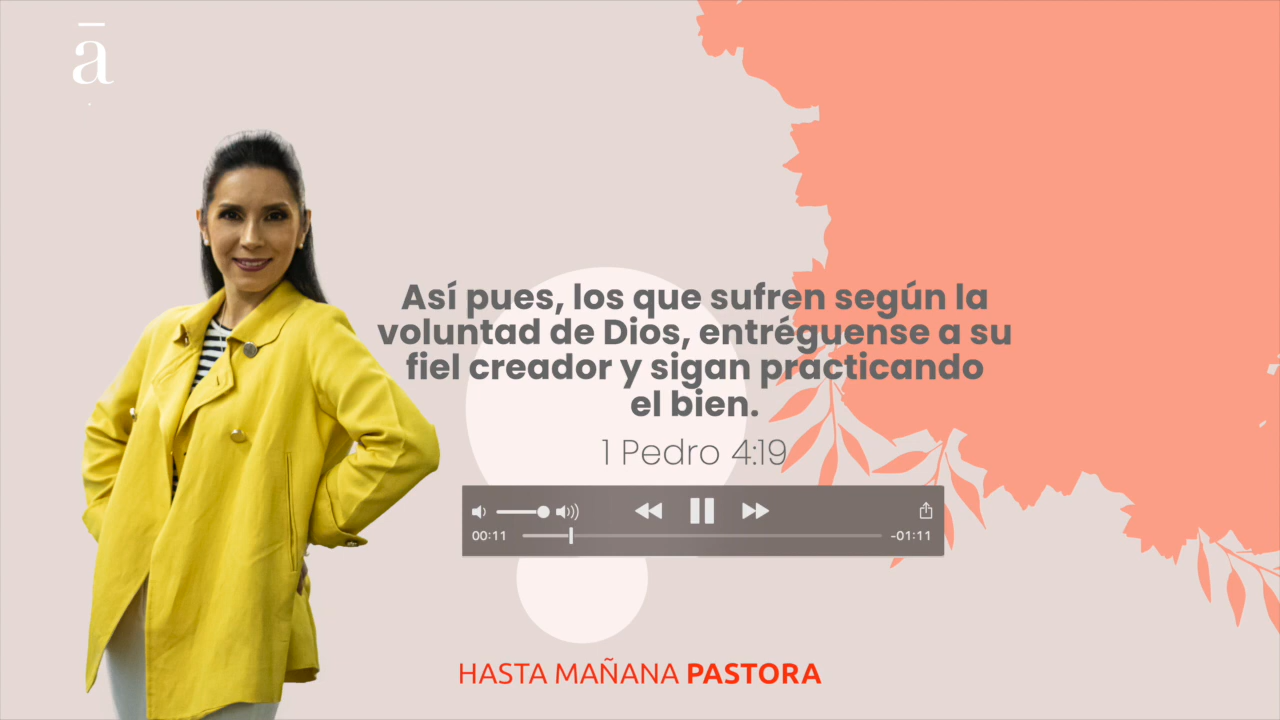 ā
Así pues, los que sufren según la
voluntad de Dios, entréguense a su
fiel creador y sigan practicando
el bien.
1 Pedro 4:19
00:11 -01:11
HASTA MAÑANA PASTORA